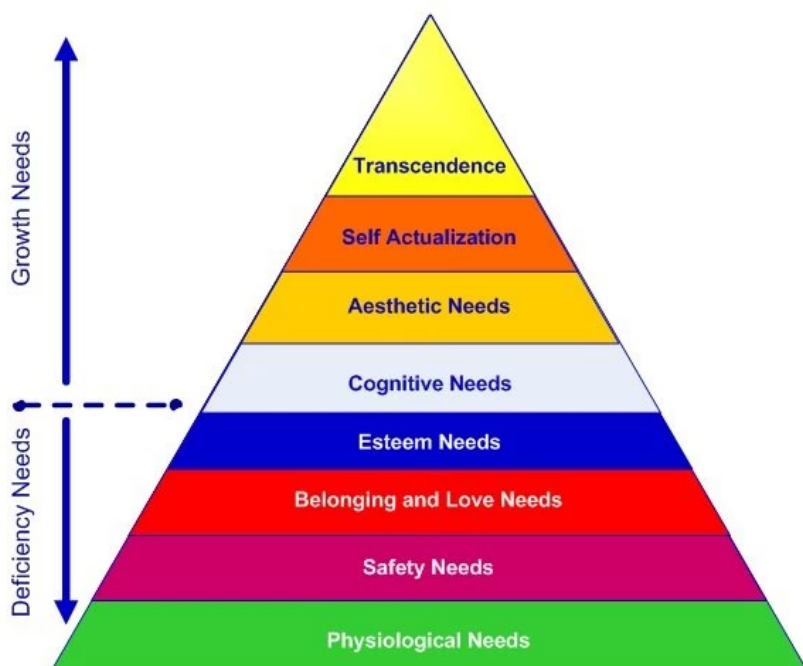 Growth Needs
Deficiency Needs
Transcendence
Self Actualization
Aesthetic Needs
Cognitive Needs
Esteem Needs
Belonging and Love Needs
Safety Needs
Physiological Needs